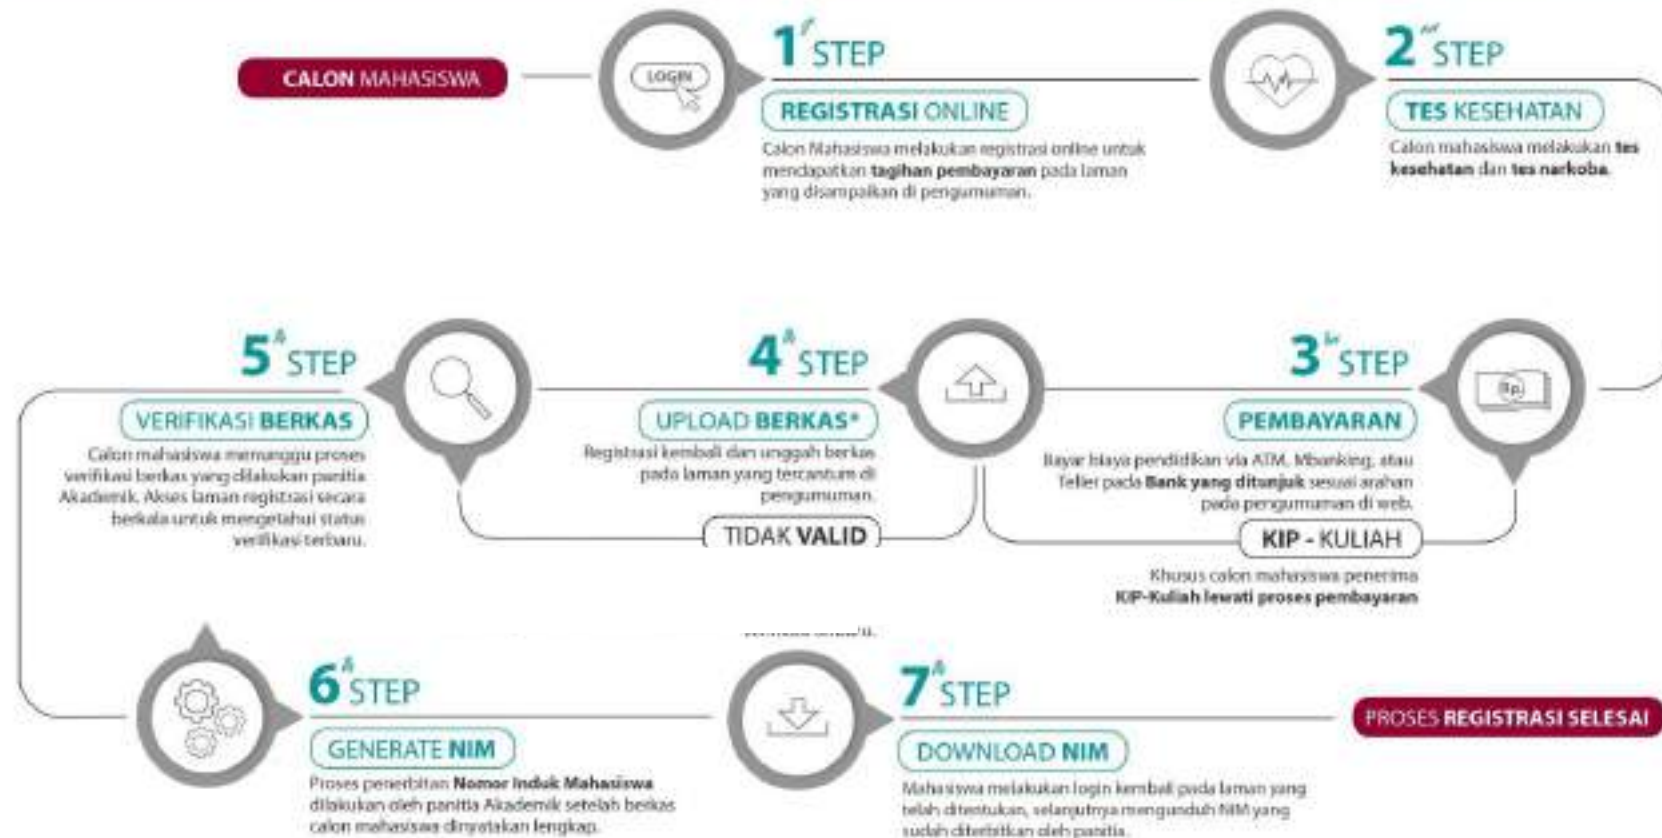 CALON MAHASISWA
LOGIN
1st STEP
REGISTRASI ONLINE
Calon Mahasiswa melakukan registrasi online untuk
mendapatkan tagihan pembayaran pada laman
yang disampaikan di pengumuman.
2nd STEP
TES KESEHATAN
Calon mahasiswa melakukan tes
kesehatan dan tes narkoba.
3 STEP
Rp
PEMBAYARAN
Bayar biaya pendidikan via ATM, Mbanking, atau
Teller pada Bank yang ditunjuk sesuai arahan
pada pengumuman di web.
KIP - KULIAH
Khusus calon mahasiswa penerima
KIP-Kuliah lewati proses pembayaran
4th STEP
UPLOAD BERKAS*
Registrasi kembali dan unggah berkas
pada laman yang tercantum di
pengumuman.
TIDAK VALID
5th STEP
VERIFIKASI BERKAS
Calon mahasiswa menunggu proses
verifikasi berkas yang dilakukan panitia
Akademik. Akses laman registrasi secara
berkala untuk mengetahui status
verifikasi terbaru.
6th STEP
GENERATE NIM
Proses penerbitan Nomor Induk Mahasiswa
dilakukan oleh panitia Akademik setelah berkas
calon mahasiswa dinyatakan lengkap.
7th STEP
DOWNLOAD NIM
Mahasiswa melakukan login kembali pada laman yang
telah ditentukan, selanjutnya mengunduh NIM yang
sudah diterbitkan oleh panitia.
PROSES REGISTRASI SELESAI